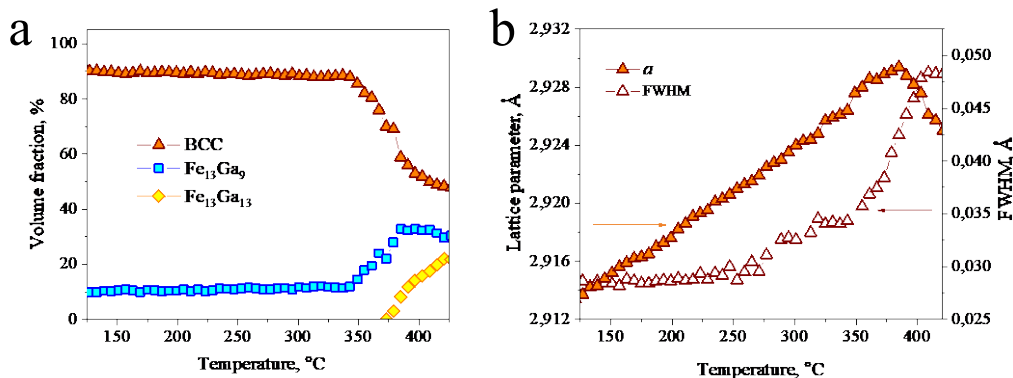 a
100
80
60
40
20
0
Volume fraction, %
BCC
Fe13Ga9
Fe13Ga13
150
200
250
300
350
400
Temperature, °C
b
2,932
2,928
2,924
2,920
2,916
2,912
Lattice parameter, Å
a
FWHM
0,050
0,045
0,040
0,035
0,030
0,025
FWHM, Å
150
200
250
300
350
400
Temperature, °C